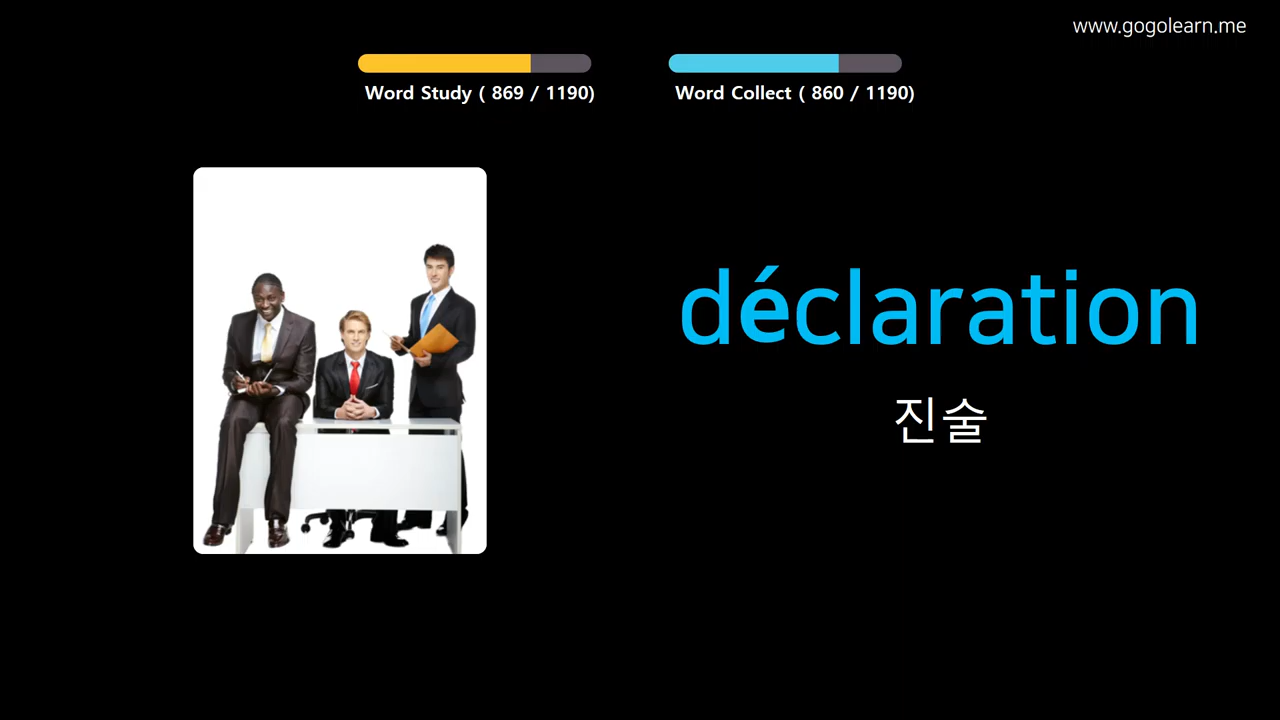 www.gogolearn.me
Word Study ( 869 / 1190)
Word Collect ( 860 / 1190)
déclaration
진술